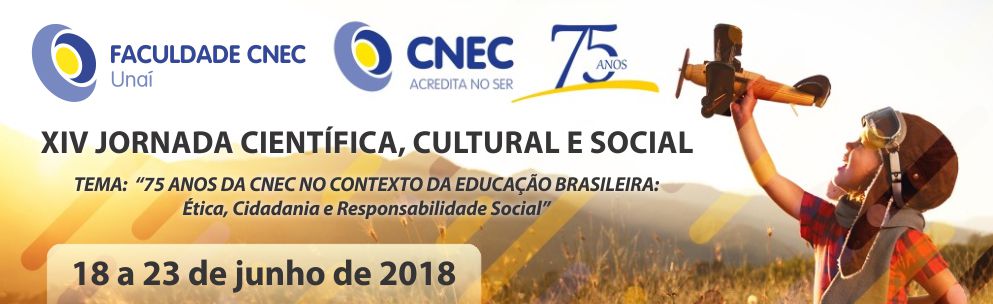 FACULDADE CNEC
Unaí
CNEC
ACREDITA NO SER
75
ANOS
XIV JORNADA CIENTÍFICA, CULTURAL E SOCIAL
TEMA: “75 ANOS DA CNEC NO CONTEXTO DA EDUCAÇÃO BRASILEIRA:
Ética, Cidadania e Responsabilidade Social”
18 a 23 de junho de 2018